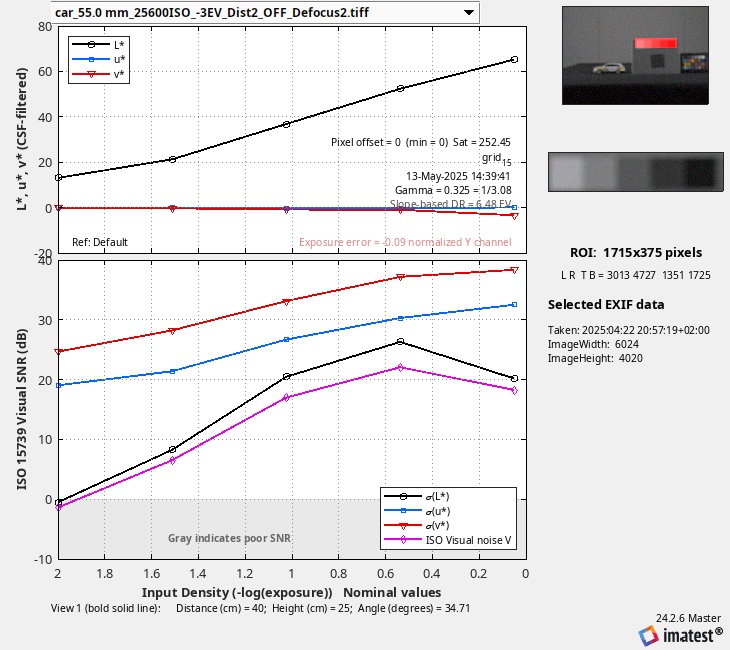 car_55.0 mm_25600ISO_-3EV_Dist2_OFF_Defocus2.tiff
80
60
40
20
0
-20
L*, u*, v* (CSF-filtered)
L*
u*
v*
Pixel offset = 0 (min = 0) Sat = 252.45
grid15
13-May-2025 14:39:41
Gamma = 0.325 = 1/3.08
Slope-based DR = 6.48 EV
Ref: Default
Exposure error = -0.09 normalized Y channel
40
30
20
10
0
-10
ISO 15739 Visual SNR (dB)
σ(L*)
σ(u*)
σ(v*)
ISO Visual noise V
Gray indicates poor SNR
2 1.8 1.6 1.4 1.2 1 0.8 0.6 0.4 0.2 0
Input Density (-log(exposure)) Nominal values
View 1 (bold solid line): Distance (cm) = 40; Height (cm) = 25; Angle (degrees) = 34.71
ROI: 1715x375 pixels
L R T B = 3013 4727 1351 1725
Selected EXIF data
Taken: 2025:04:22 20:57:19+02:00
ImageWidth: 6024
ImageHeight: 4020
24.2.6 Master
imatest®